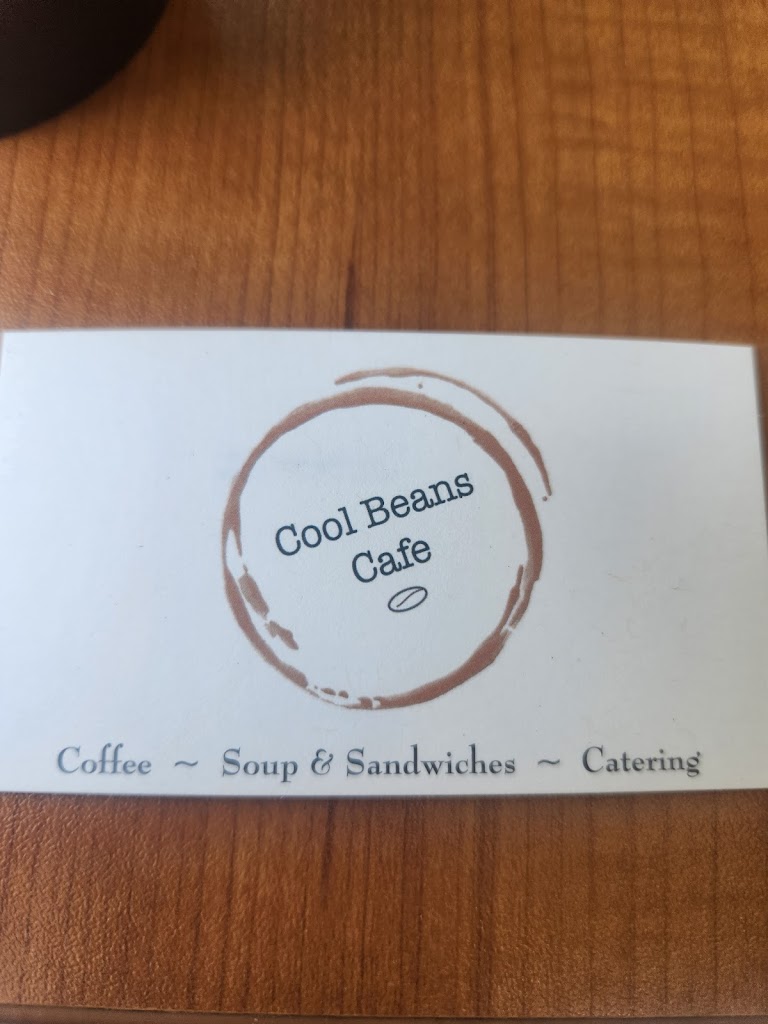 Cool Beans
Cafe
Coffee ~ Soup & Sandwiches ~ Catering